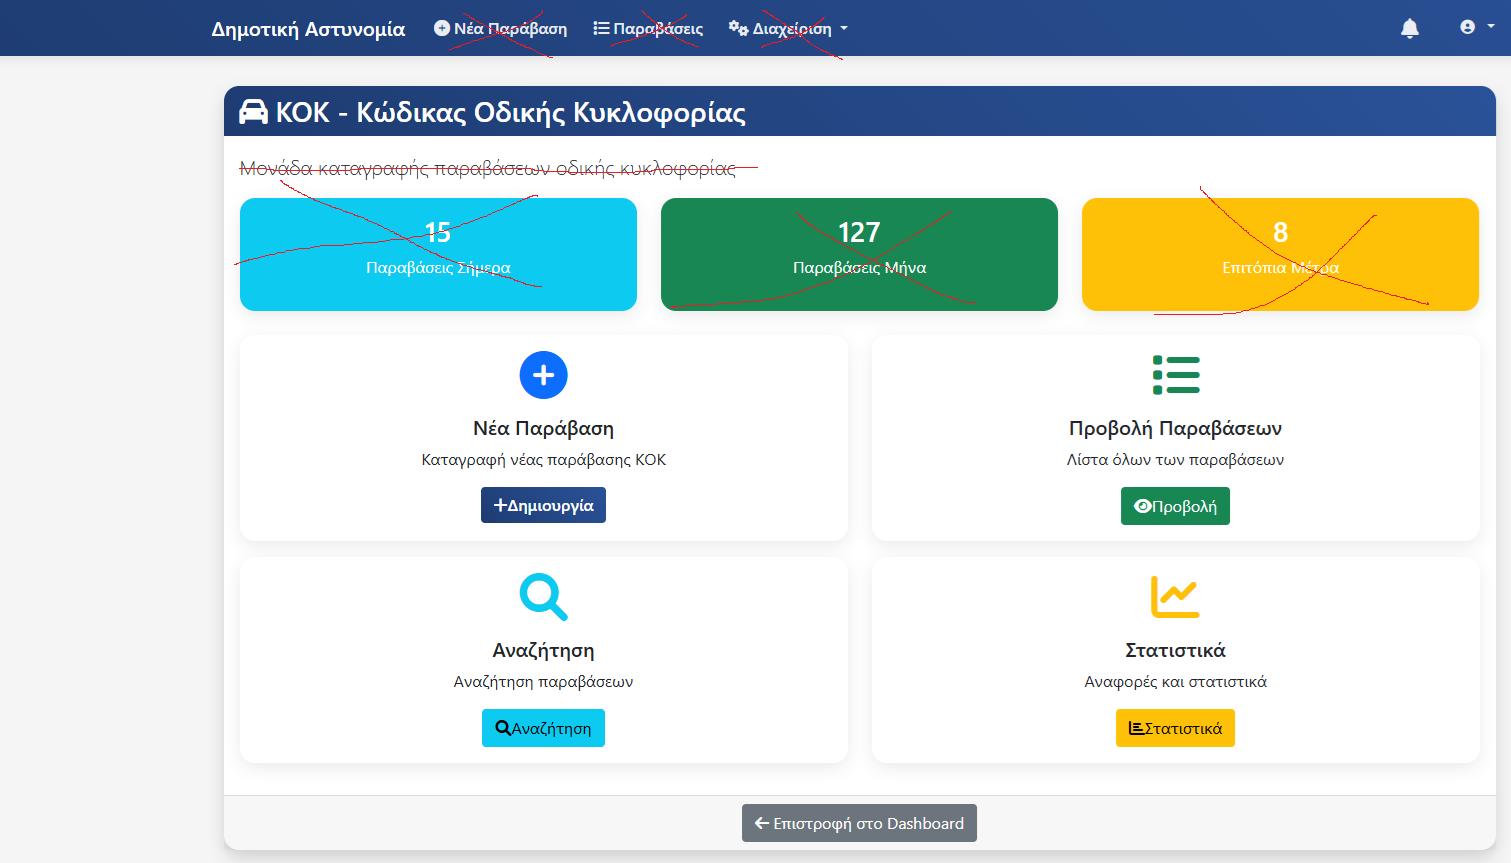 Δημοτική Αστυνομία Νέα Παράβαση Παραβάσεις Διαχείριση
ΚΟΚ - Κώδικας Οδικής Κυκλοφορίας
Μονάδα καταγραφής παραβάσεων οδικής κυκλοφορίας
15
Παραβάσεις Σήμερα
127
Παραβάσεις Μήνα
8
Επιτόπια Μέτρα
Νέα Παράβαση
Καταγραφή νέας παράβασης ΚΟΚ
Δημιουργία
Προβολή Παραβάσεων
Λίστα όλων των παραβάσεων
Προβολή
Αναζήτηση
Αναζήτηση παραβάσεων
Αναζήτηση
Στατιστικά
Αναφορές και στατιστικά
Στατιστικά
Επιστροφή στο Dashboard